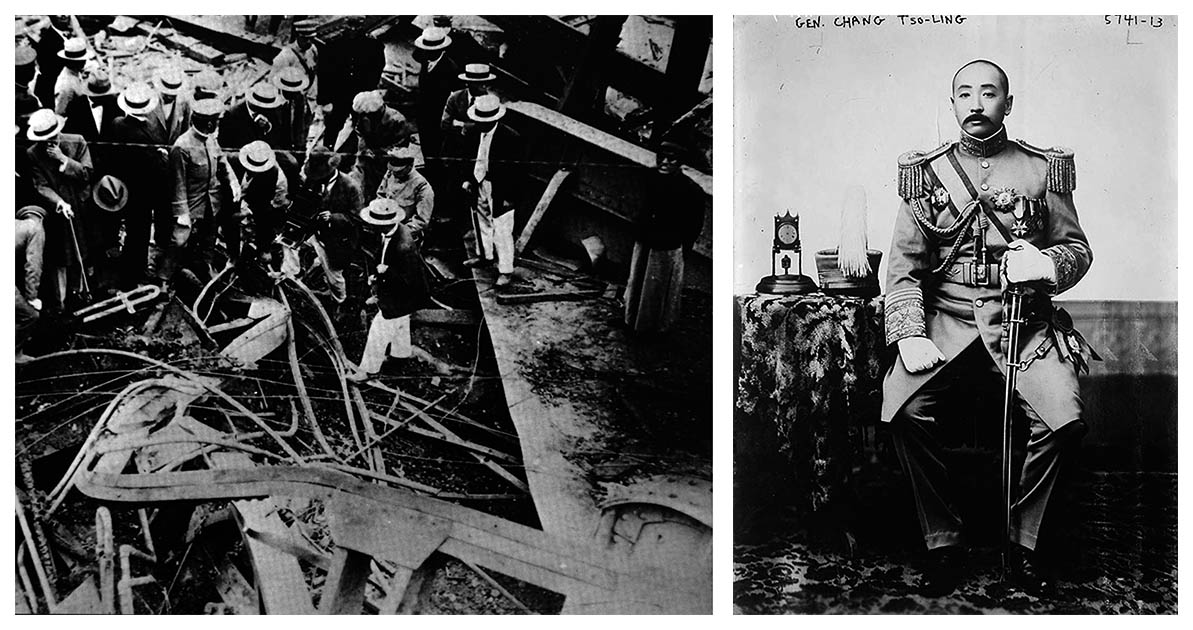 GEN. CHANG TSO-LING
5741-13